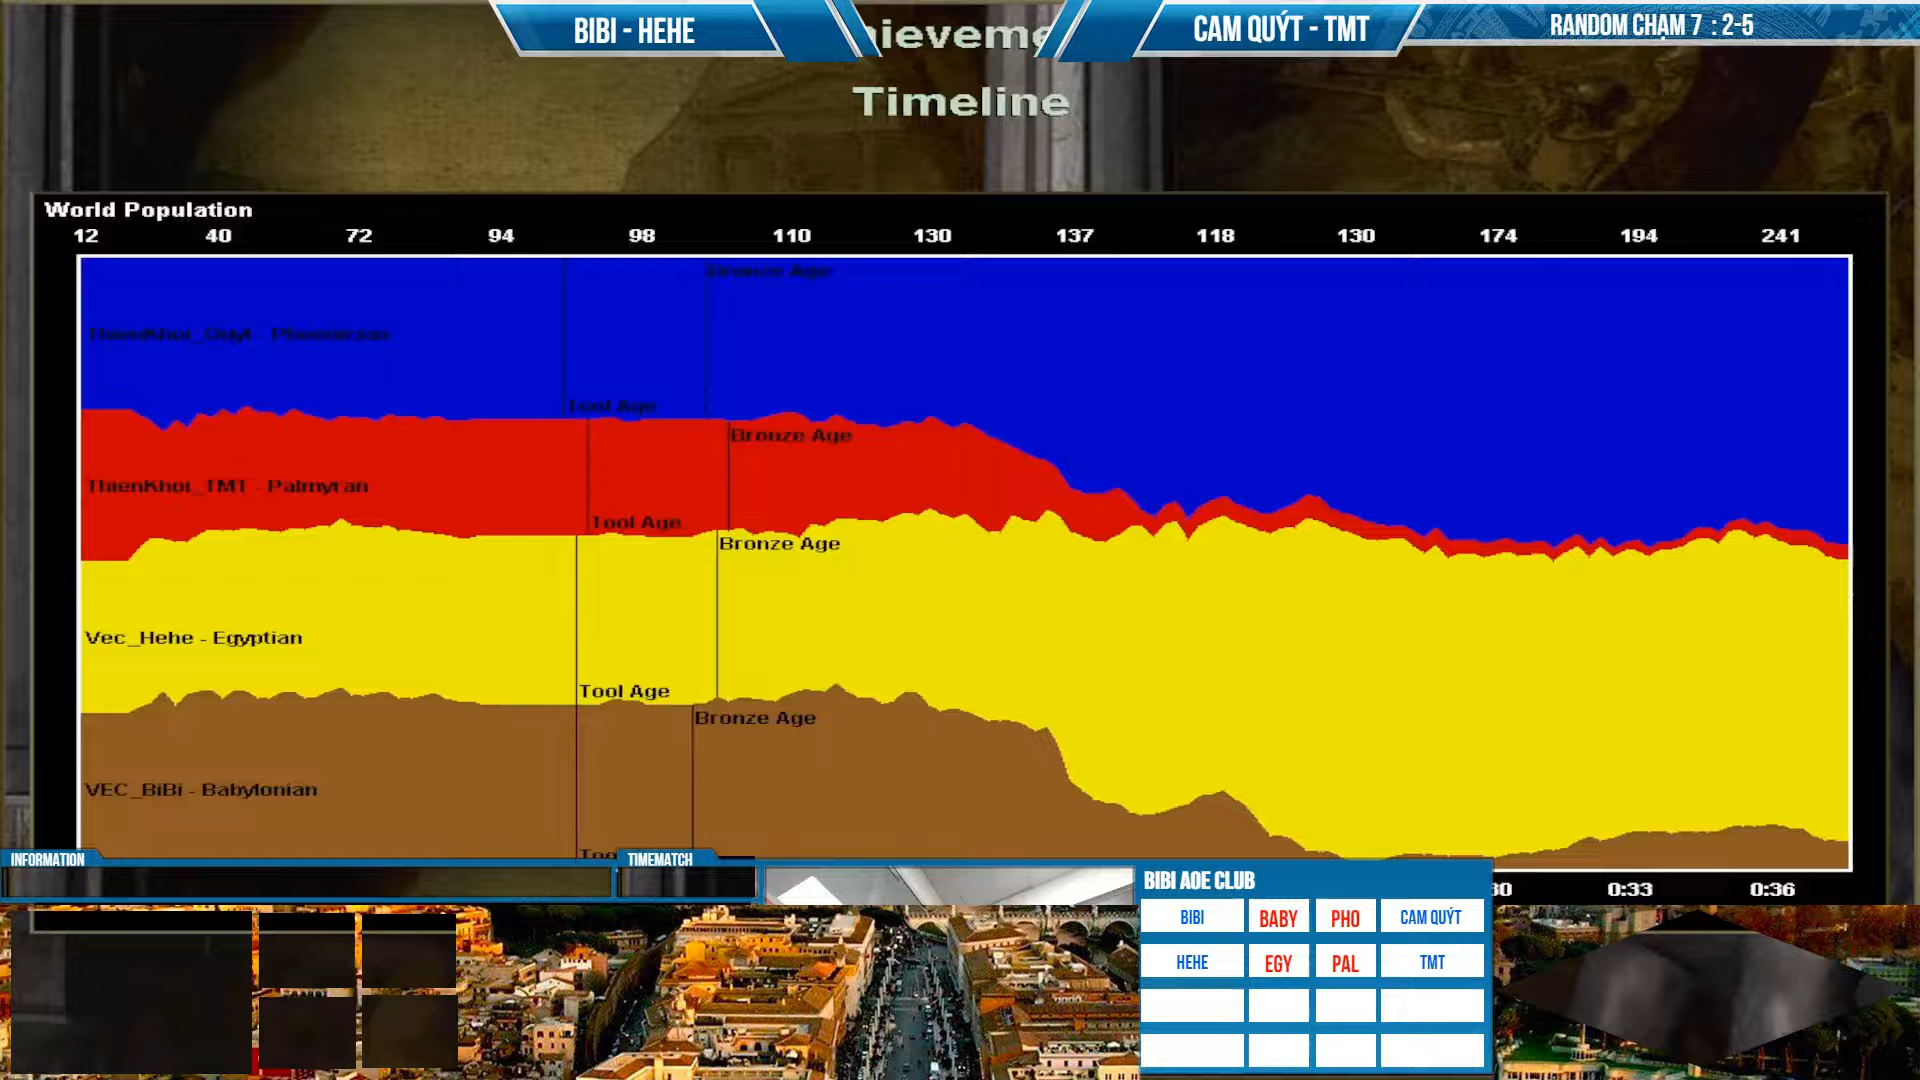 BIBI - HEHE
CAM QUÝT - TMT
RANDOM CHẠM 7 : 2-5
Timeline
World Population
12 40 72 94 98 110 130 137 118 130 174 194 241
Bronze Age
ThienKhoi_Quyt - Phoenician
Tool Age
Bronze Age
ThienKhoi_TMT - Palmyran
Tool Age
Bronze Age
Vec_Hehe - Egyptian
Tool Age
Bronze Age
VEC_BiBi - Babylonian
INFORMATION
TIMEMATCH
0:33 0:36
BIBI AOE CLUB
BIBI BABY PHO CAM QUÝT
HEHE EGY PAL TMT